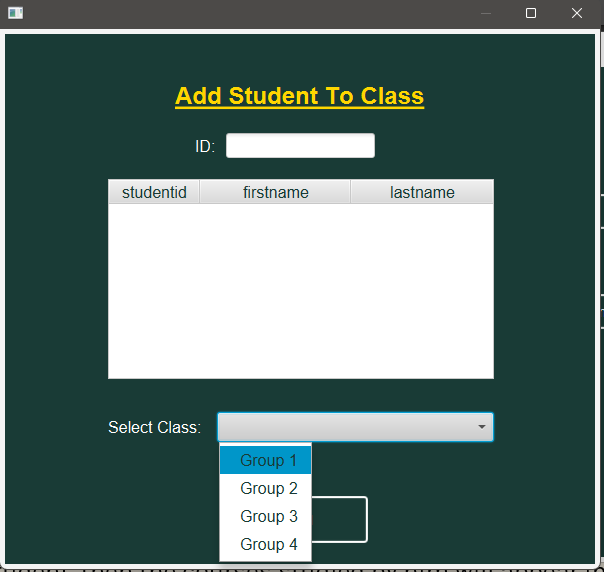 Add Student To Class
ID:
studentid firstname lastname
Select Class:
Group 1
Group 2
Group 3
Group 4